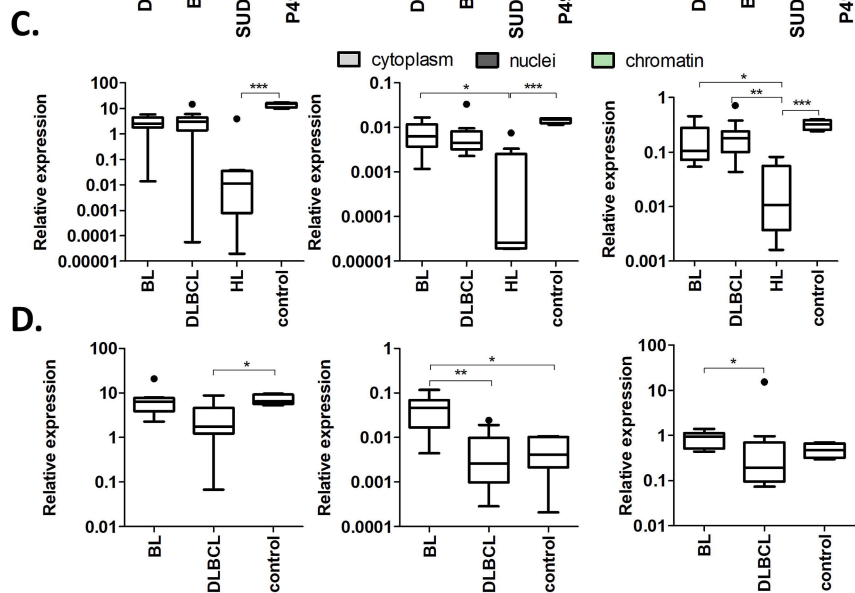 C.
D
B
SUD
P49
D
B
SUD
P4
cytoplasm nuclei chromatin
Relative expression
100
10
1
0.1
0.01
0.001
0.0001
0.00001
***
BL
DLBCL
HL
control
Relative expression
0.1
0.01
0.001
0.0001
0.00001
*
***
BL
DLBCL
HL
control
Relative expression
1
0.1
0.01
0.001
*
**
***
BL
DLBCL
HL
control
D.
Relative expression
100
10
1
0.1
0.01
*
BL
DLBCL
control
Relative expression
1
0.1
0.01
0.001
0.0001
*
**
BL
DLBCL
control
Relative expression
100
10
1
0.1
0.01
*
BL
DLBCL
control